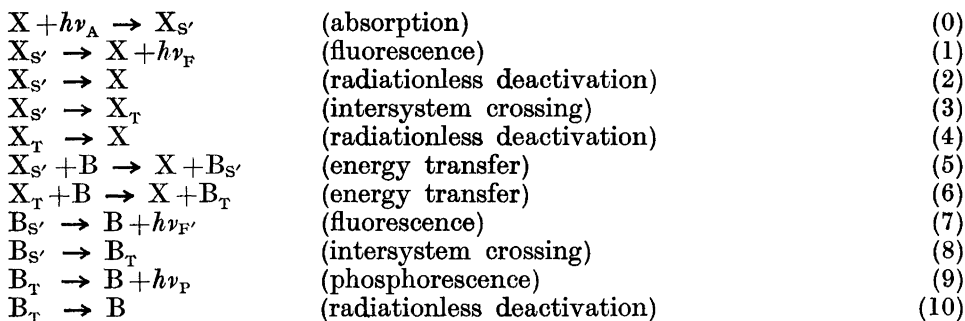 X + hν_A → X_S′ (absorption) (0)
X_S′ → X + hν_F (fluorescence) (1)
X_S′ → X (radiationless deactivation) (2)
X_S′ → X_T (intersystem crossing) (3)
X_T → X (radiationless deactivation) (4)
X_S′ + B → X + B_S′ (energy transfer) (5)
X_T + B → X + B_T (energy transfer) (6)
B_S′ → B + hν_F′ (fluorescence) (7)
B_S′ → B_T (intersystem crossing) (8)
B_T → B + hν_P (phosphorescence) (9)
B_T → B (radiationless deactivation) (10)